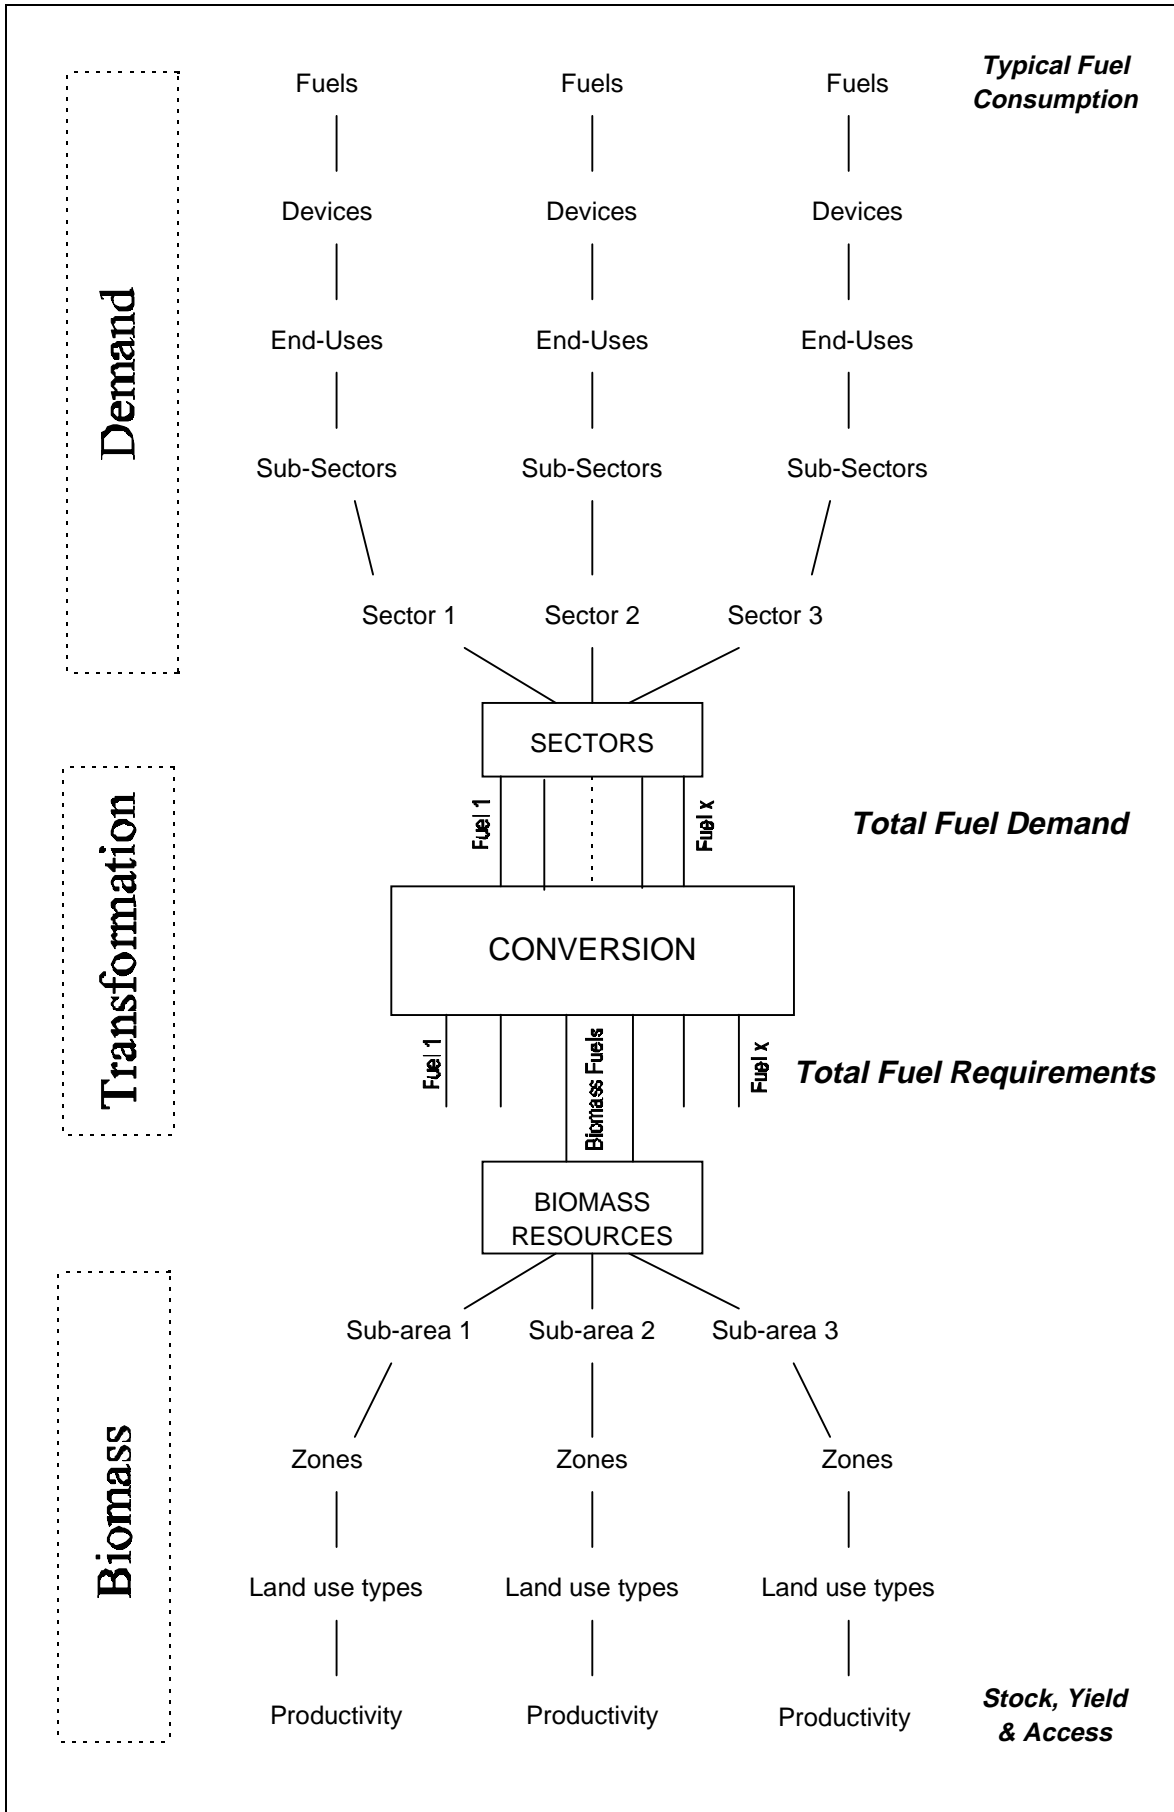 Typical Fuel
Consumption
Fuels
Fuels
Fuels
Devices
Devices
Devices
Demand
End-Uses
End-Uses
End-Uses
Sub-Sectors
Sub-Sectors
Sub-Sectors
Sector 1
Sector 2
Sector 3
SECTORS
Transformation
Fuel 1
Fuel x
Total Fuel Demand
CONVERSION
Fuel 1
Biomass Fuels
Fuel x
Total Fuel Requirements
BIOMASS
RESOURCES
Biomass
Sub-area 1
Sub-area 2
Sub-area 3
Zones
Zones
Zones
Land use types
Land use types
Land use types
Productivity
Productivity
Productivity
Stock, Yield
& Access